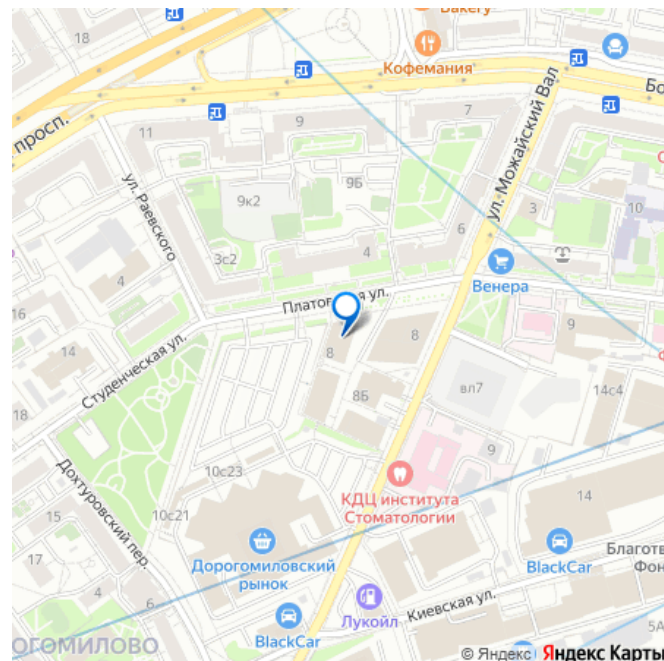 18
Bakery
Кофемания
Бо
просп.
11
9
7
ул. Можайский Вал
ул. Раевского
9Б
9к2
3
10
6
3с2
4
4
Венера
Платовская ул.
16
8
8
9
14
Студенческая ул.
18
8Б
вл7
14с4
9
10с23
КДЦ института
Стоматологии
14
Дохтуровский пер.
15
10с21
17
Дорогомиловский
рынок
BlackCar
Благотв
Фон
4
6
Лукойл
Киевская ул.
BlackCar
5А
ОГОМИЛОВО
© Яндекс Яндекс Карты